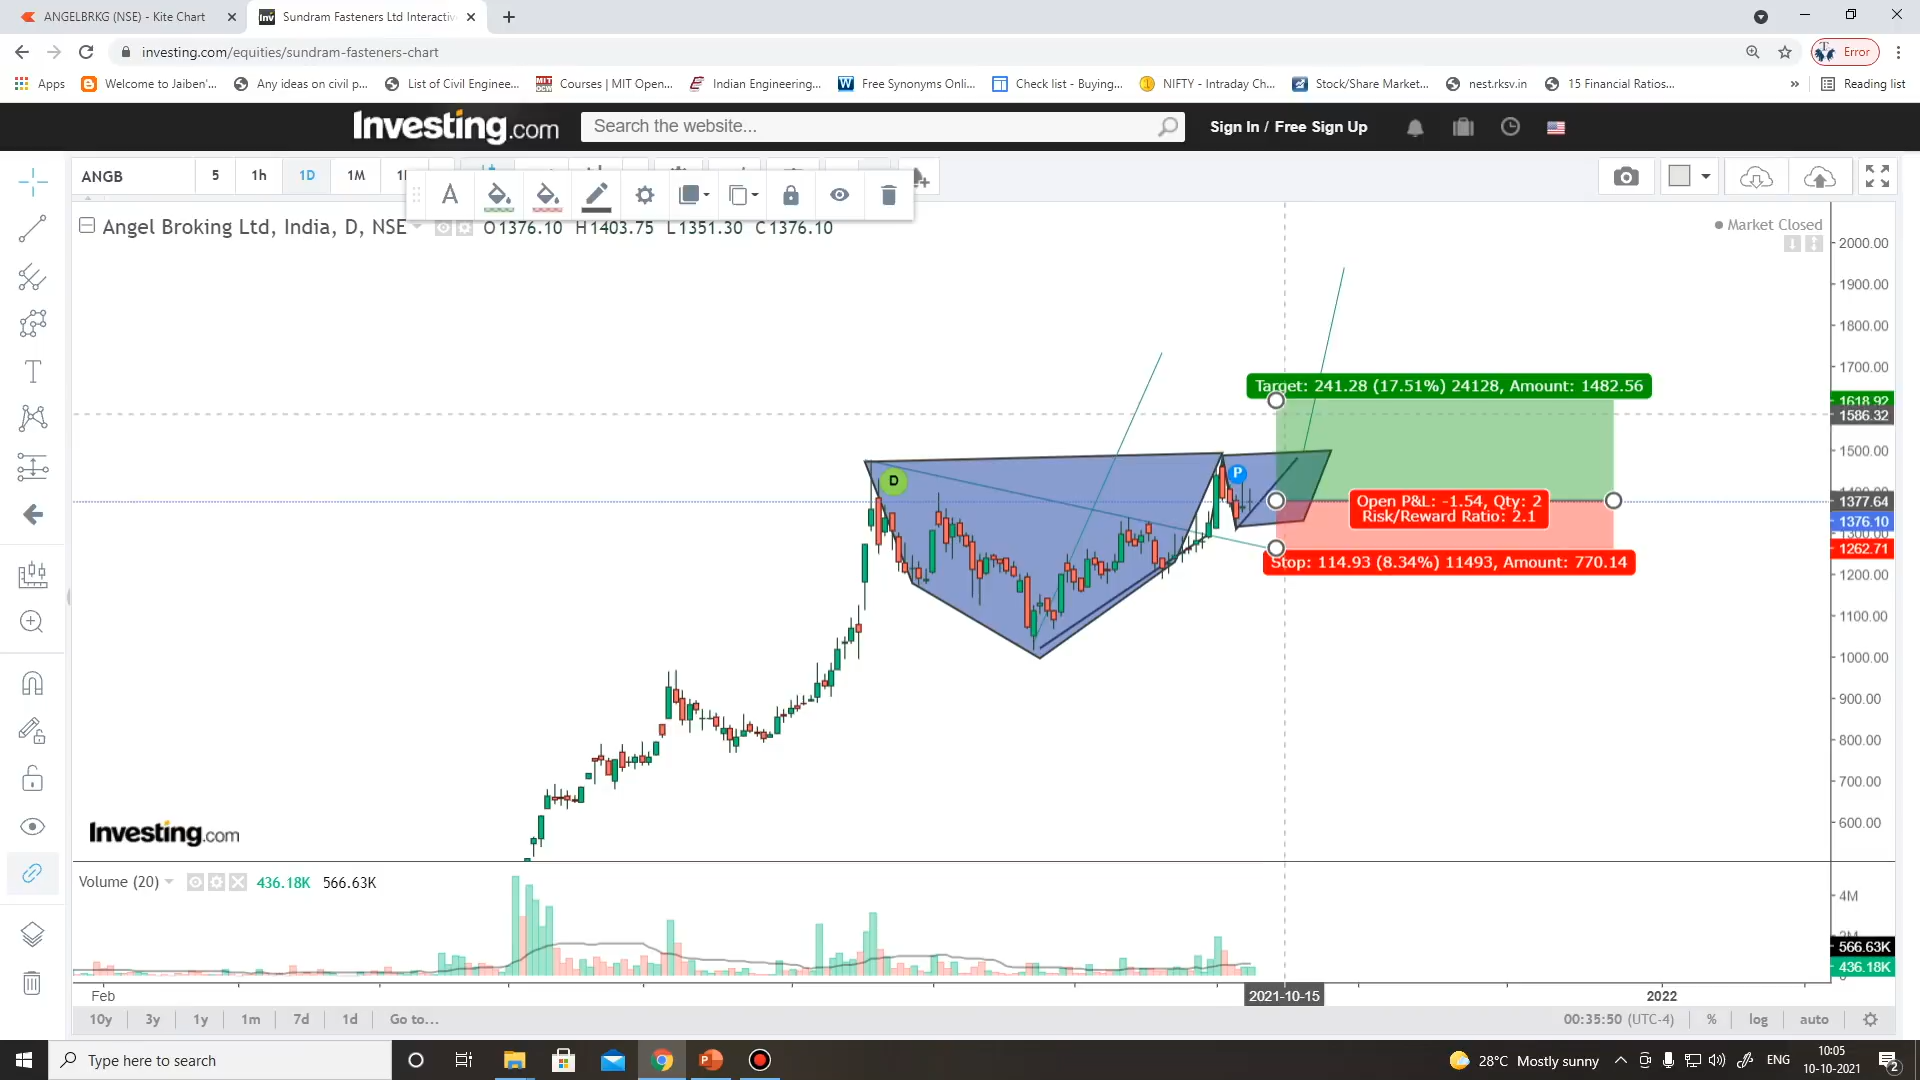 ANGELBRKG (NSE) - Kite Chart
Sundram Fasteners Ltd Interactiv
investing.com/equities/sundram-fasteners-chart
Error
Apps
Welcome to Jaiben'...
Any ideas on civil p...
List of Civil Enginee...
Courses | MIT Open...
Indian Engineering...
Free Synonyms Onli...
Check list - Buying...
NIFTY - Intraday Ch...
Stock/Share Market...
nest.rksv.in
15 Financial Ratios...
»
Reading list
Investing.com
Search the website...
Sign In / Free Sign Up
ANGB
5
1h
1D
1M
Angel Broking Ltd, India, D, NSE
O1376.10 H1403.75 L1351.30 C1376.10
Market Closed
2000.00
1900.00
1800.00
1700.00
Target: 241.28 (17.51%) 24128, Amount: 1482.56
1618.92
1586.32
1500.00
D
P
Open P&L: -1.54, Qty: 2
Risk/Reward Ratio: 2.1
1377.64
1376.10
1300.00
1262.71
Stop: 114.93 (8.34%) 11493, Amount: 770.14
1200.00
1100.00
1000.00
900.00
800.00
700.00
600.00
Investing.com
Volume (20)
436.18K 566.63K
4M
566.63K
436.18K
Feb
2021-10-15
2022
10y
3y
1y
1m
7d
1d
Go to...
00:35:50 (UTC-4)
%
log
auto
Type here to search
28°C Mostly sunny
ENG
10:05
10-10-2021
2